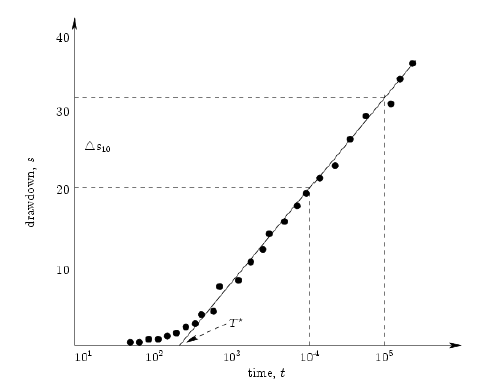 40
30
△s₁₀
20
drawdown, s
10
T*
10¹ 10² 10³ 10⁻⁴ 10⁵
time, t